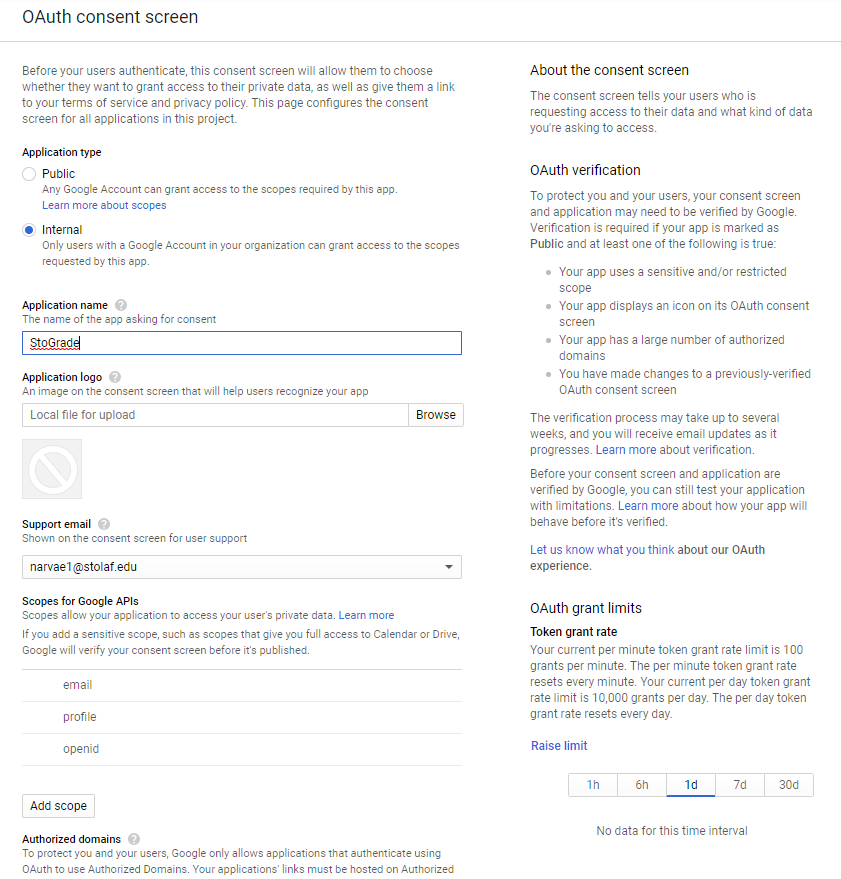 OAuth consent screen
Before your users authenticate, this consent screen will allow them to choose
whether they want to grant access to their private data, as well as give them a link
to your terms of service and privacy policy. This page configures the consent
screen for all applications in this project.
Application type
Public
Any Google Account can grant access to the scopes required by this app.
Learn more about scopes
Internal
Only users with a Google Account in your organization can grant access to the scopes
requested by this app.
Application name ?
The name of the app asking for consent
StoGrade
Application logo ?
An image on the consent screen that will help users recognize your app
Local file for upload
Browse
Support email ?
Shown on the consent screen for user support
narvae1@stolaf.edu
Scopes for Google APIs
Scopes allow your application to access your user's private data. Learn more
If you add a sensitive scope, such as scopes that give you full access to Calendar or Drive,
Google will verify your consent screen before it's published.
email
profile
openid
Add scope
Authorized domains ?
To protect you and your users, Google only allows applications that authenticate using
OAuth to use Authorized Domains. Your applications' links must be hosted on Authorized
About the consent screen
The consent screen tells your users who is
requesting access to their data and what kind of data
you're asking to access.
OAuth verification
To protect you and your users, your consent screen
and application may need to be verified by Google.
Verification is required if your app is marked as
Public and at least one of the following is true:
Your app uses a sensitive and/or restricted
scope
Your app displays an icon on its OAuth consent
screen
Your app has a large number of authorized
domains
You have made changes to a previously-verified
OAuth consent screen
The verification process may take up to several
weeks, and you will receive email updates as it
progresses. Learn more about verification.
Before your consent screen and application are
verified by Google, you can still test your application
with limitations. Learn more about how your app will
behave before it's verified.
Let us know what you think about our OAuth
experience.
OAuth grant limits
Token grant rate
Your current per minute token grant rate limit is 100
grants per minute. The per minute token grant rate
resets every minute. Your current per day token grant
rate limit is 10,000 grants per day. The per day token
grant rate resets every day.
Raise limit
1h 6h 1d 7d 30d
No data for this time interval